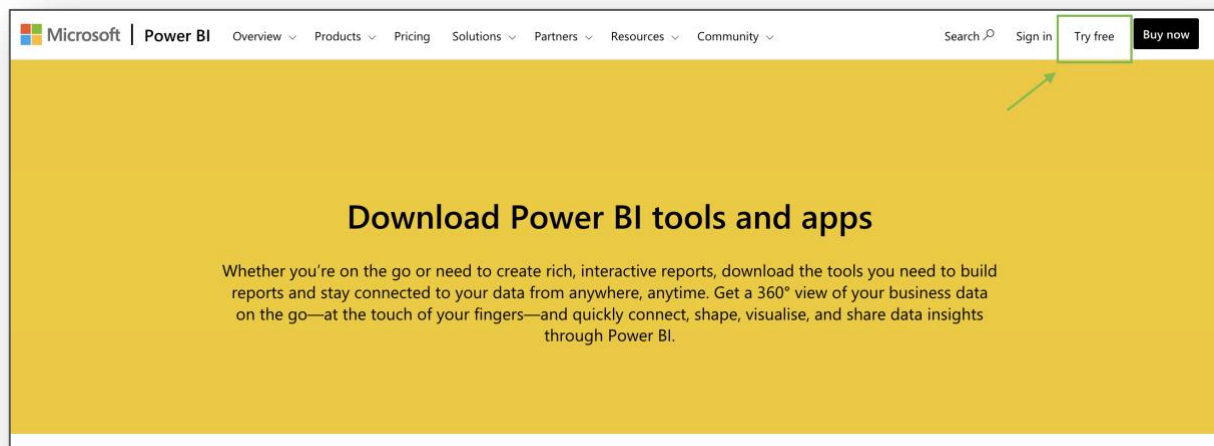 Microsoft | Power BI Overview Products Pricing Solutions Partners Resources Community Search Sign in Try free Buy now
Download Power BI tools and apps
Whether you're on the go or need to create rich, interactive reports, download the tools you need to build
reports and stay connected to your data from anywhere, anytime. Get a 360° view of your business data
on the go—at the touch of your fingers—and quickly connect, shape, visualise, and share data insights
through Power BI.